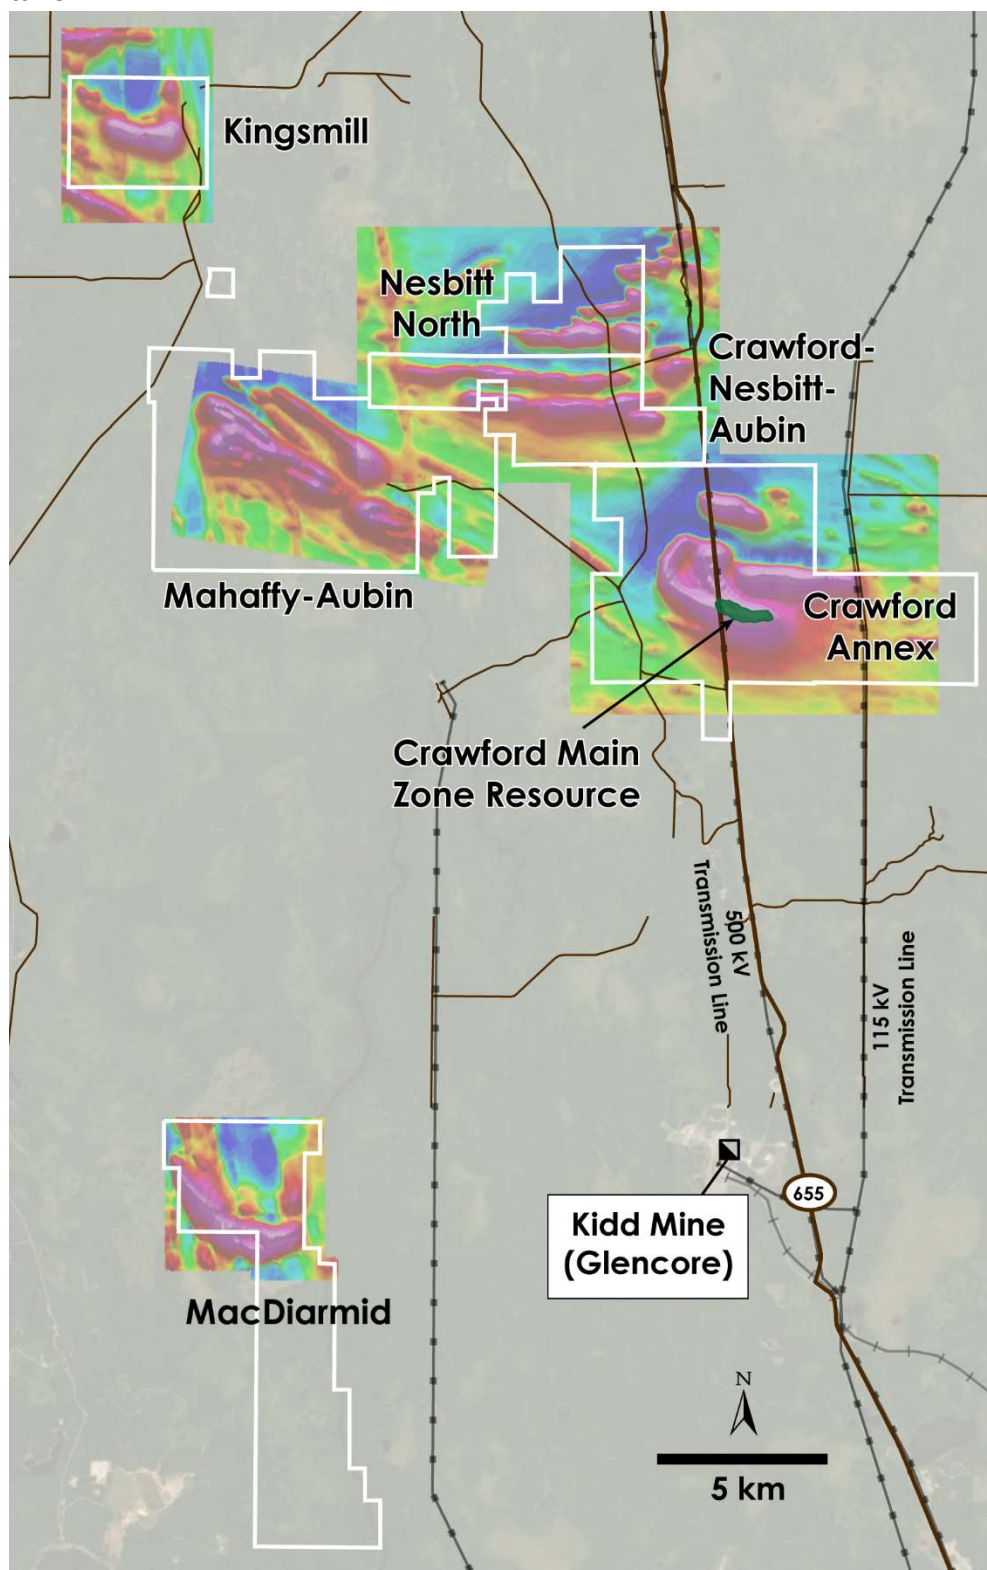 Kingsmill
Nesbitt
North
Crawford-
Nesbitt-
Aubin
Mahaffy-Aubin
Crawford
Annex
Crawford Main
Zone Resource
500 kV
Transmission Line
115 kV
Transmission Line
655
Kidd Mine
(Glencore)
MacDiarmid
N
5 km